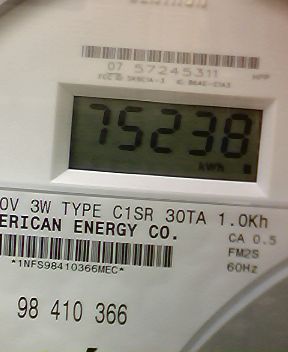 07 57245311
75238
kWh
0V 3W TYPE C1SR 30TA 1.0Kh
ERICAN ENERGY CO.
CA 0.5
FM2S
*1NFS98410366MEC*
60Hz
98 410 366